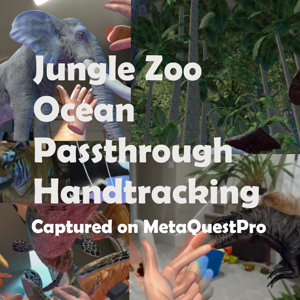 Jungle Zoo
Ocean
Passthrough
Handtracking
Captured on MetaQuestPro